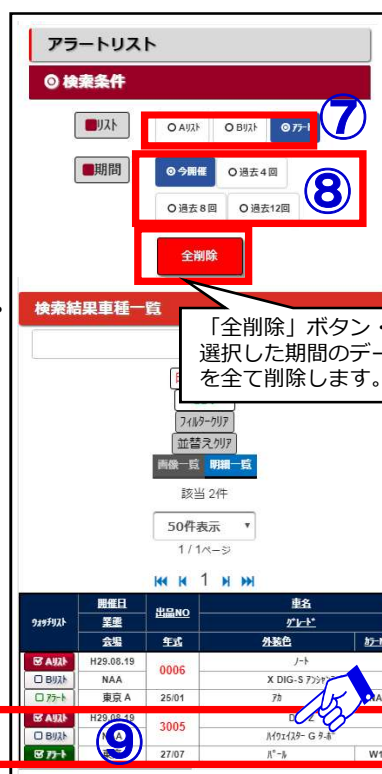 アラートリスト
◎ 検索条件
■リスト
○ Aリスト ○ Bリスト ◎ アラート
⑦
■期間
◎ 今開催 ○ 過去4回
○ 過去8回 ○ 過去12回
⑧
全削除
検索結果車種一覧
「全削除」ボタン・
選択した期間のデー
を全て削除します。
フィルタークリア
並替えクリア
画像一覧 明細一覧
該当 2件
50件表示 ▼
1 / 1ページ
1
ウォッチリスト 開催日 出品NO 車名
業悪 グレード
会場 年式 外装色
☑ Aリスト H29.08.19 0006 ノート
☐ Bリスト NAA X DIG-S
☐ アラート 東京 A 25/01
☑ Aリスト H29.08.19 3005
☐ Bリスト ハイウェイスター G ターボ
☑ アラート 27/07 パール W1
⑨